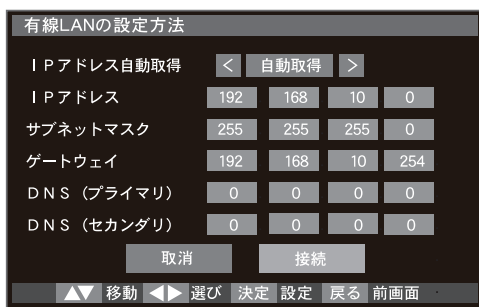 有線LANの設定方法
IPアドレス自動取得 < 自動取得 >
IPアドレス 192 168 10 0
サブネットマスク 255 255 255 0
ゲートウェイ 192 168 10 254
DNS(プライマリ) 0 0 0 0
DNS(セカンダリ) 0 0 0 0
取消 接続
▲▼ 移動 ◀▶ 選び 決定 設定 戻る 前画面